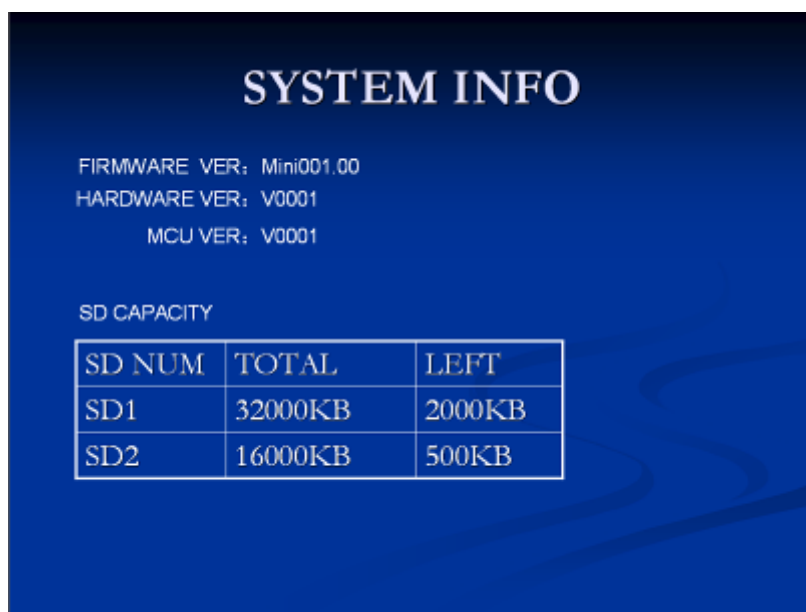 SYSTEM INFO
FIRMWARE VER：Mini001.00
HARDWARE VER：V0001
MCU VER：V0001
SD CAPACITY
SD NUM TOTAL LEFT
SD1 32000KB 2000KB
SD2 16000KB 500KB